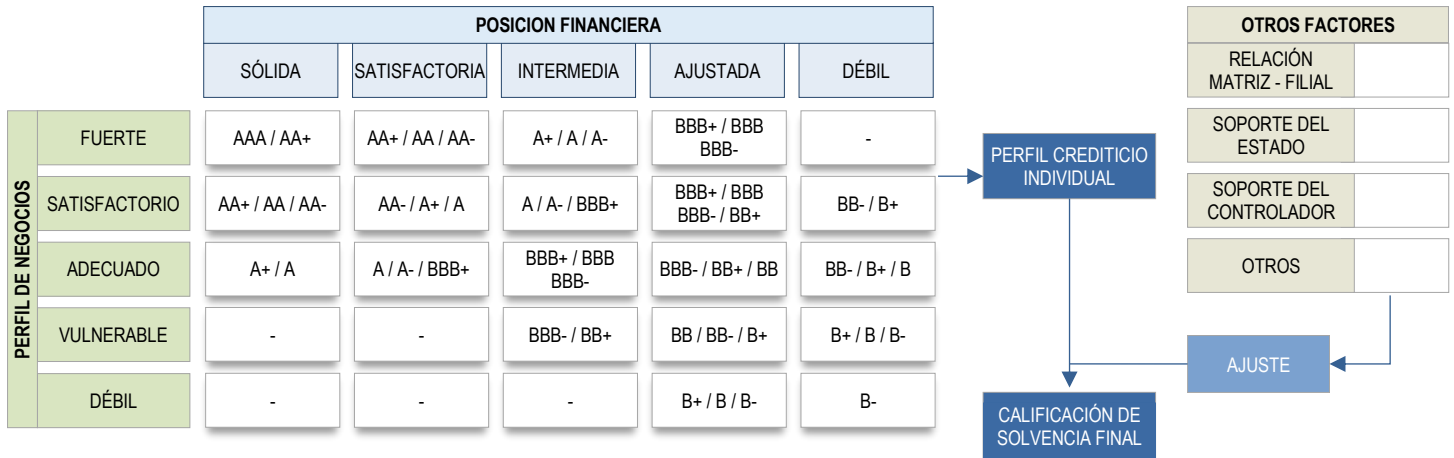 POSICION FINANCIERA
SÓLIDA
SATISFACTORIA
INTERMEDIA
AJUSTADA
DÉBIL
PERFIL DE NEGOCIOS
FUERTE
AAA / AA+
AA+ / AA / AA-
A+ / A / A-
BBB+ / BBB
BBB-
-
SATISFACTORIO
AA+ / AA / AA-
AA- / A+ / A
A / A- / BBB+
BBB+ / BBB
BBB- / BB+
BB- / B+
ADECUADO
A+ / A
A / A- / BBB+
BBB+ / BBB
BBB-
BBB- / BB+ / BB
BB- / B+ / B
VULNERABLE
-
-
BBB- / BB+
BB / BB- / B+
B+ / B / B-
DÉBIL
-
-
-
B+ / B / B-
B-
PERFIL CREDITICIO
INDIVIDUAL
CALIFICACIÓN DE
SOLVENCIA FINAL
OTROS FACTORES
RELACIÓN
MATRIZ - FILIAL
SOPORTE DEL
ESTADO
SOPORTE DEL
CONTROLADOR
OTROS
AJUSTE